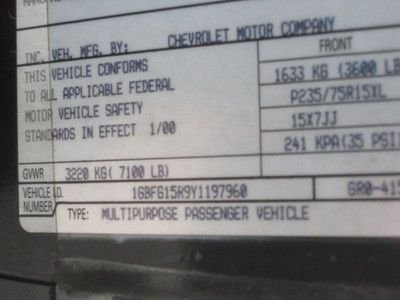 INC. VEH. MFG. BY: CHEVROLET MOTOR COMPANY
THIS VEHICLE CONFORMS
TO ALL APPLICABLE FEDERAL
MOTOR VEHICLE SAFETY
STANDARDS IN EFFECT 1/00
FRONT
1633 KG (3600 LB
P235/75R15XL
15X7JJ
241 KPA(35 PSI
GVWR 3220 KG( 7100 LB)
VEHICLE I.D. NUMBER 1GBFG15R9Y1197960 GR0-415
TYPE: MULTIPURPOSE PASSENGER VEHICLE